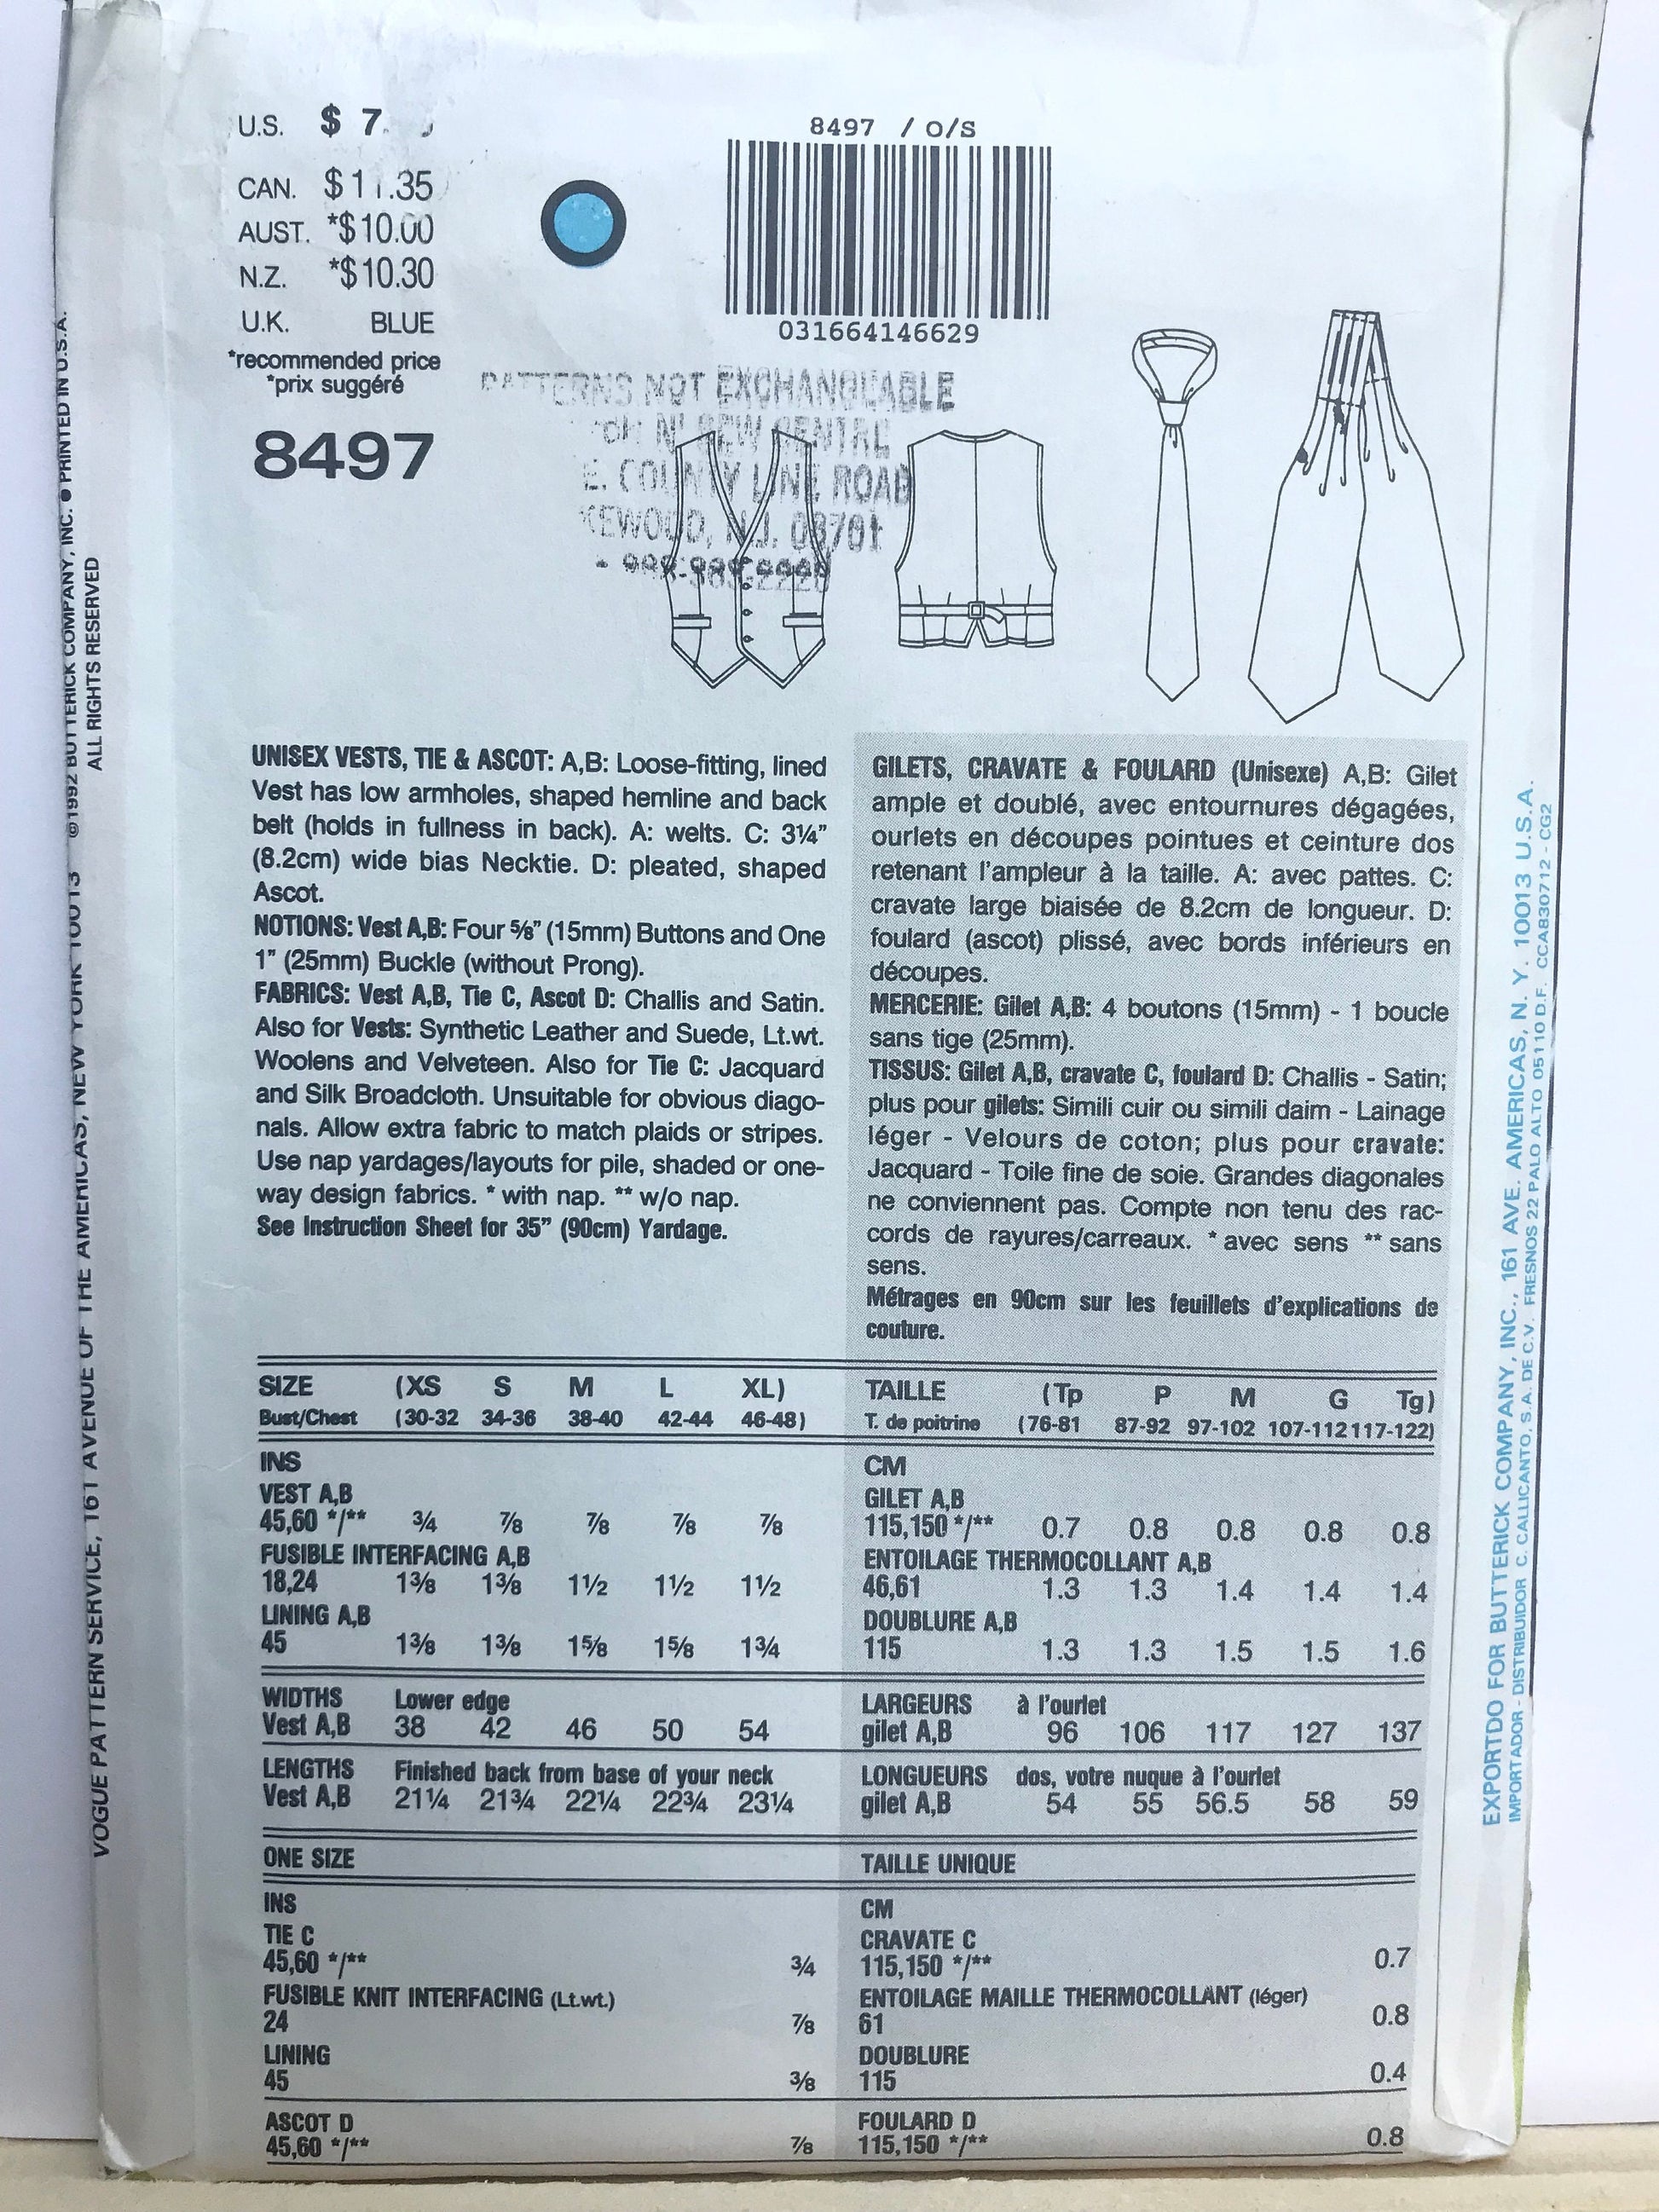 U.S. $ 7.
CAN. $11.35
AUST. *$10.00
N.Z. *$10.30
U.K. BLUE
*recommended price
*prix suggéré
8497
8497 / O/S
031664146629
PATTERNS NOT EXCHANGEABLE
N' SEW CENTRE
E. COUNTY LINE ROAD
KEWOOD, N.J. 08701
UNISEX VESTS, TIE & ASCOT: A,B: Loose-fitting, lined
Vest has low armholes, shaped hemline and back
belt (holds in fullness in back). A: welts. C: 3¼”
(8.2cm) wide bias Necktie. D: pleated, shaped
Ascot.
NOTIONS: Vest A,B: Four ⅝” (15mm) Buttons and One
1” (25mm) Buckle (without Prong).
FABRICS: Vest A,B, Tie C, Ascot D: Challis and Satin.
Also for Vests: Synthetic Leather and Suede, Lt.wt.
Woolens and Velveteen. Also for Tie C: Jacquard
and Silk Broadcloth. Unsuitable for obvious diago-
nals. Allow extra fabric to match plaids or stripes.
Use nap yardages/layouts for pile, shaded or one-
way design fabrics. * with nap. ** w/o nap.
See Instruction Sheet for 35” (90cm) Yardage.
GILETS, CRAVATE & FOULARD (Unisexe) A,B: Gilet
ample et doublé, avec entournures dégagées,
ourlets en découpes pointues et ceinture dos
retenant l’ampleur à la taille. A: avec pattes. C:
cravate large biaisée de 8.2cm de longueur. D:
foulard (ascot) plissé, avec bords inférieurs en
découpes.
MERCERIE: Gilet A,B: 4 boutons (15mm) - 1 boucle
sans tige (25mm).
TISSUS: Gilet A,B, cravate C, foulard D: Challis - Satin;
plus pour gilets: Simili cuir ou simili daim - Lainage
léger - Velours de coton; plus pour cravate:
Jacquard - Toile fine de soie. Grandes diagonales
ne conviennent pas. Compte non tenu des rac-
cords de rayures/carreaux. * avec sens ** sans
sens.
Métrages en 90cm sur les feuillets d’explications de
couture.
SIZE (XS S M L XL)
Bust/Chest (30-32 34-36 38-40 42-44 46-48)
INS
VEST A,B
45,60 */** ¾ ⅞ ⅞ ⅞ ⅞
FUSIBLE INTERFACING A,B
18,24 1⅜ 1⅜ 1½ 1½ 1½
LINING A,B
45 1⅜ 1⅜ 1⅝ 1⅝ 1¾
WIDTHS Lower edge
Vest A,B 38 42 46 50 54
LENGTHS Finished back from base of your neck
Vest A,B 21¼ 21¾ 22¼ 22¾ 23¼
ONE SIZE
INS
TIE C
45,60 */** ¾
FUSIBLE KNIT INTERFACING (Lt.wt.)
24 ⅞
LINING
45 ⅜
ASCOT D
45,60 */** ⅞
TAILLE (Tp P M G Tg)
T. de poitrine (76-81 87-92 97-102 107-112 117-122)
CM
GILET A,B
115,150 */** 0.7 0.8 0.8 0.8 0.8
ENTOILAGE THERMOCOLLANT A,B
46,61 1.3 1.3 1.4 1.4 1.4
DOUBLURE A,B
115 1.3 1.3 1.5 1.5 1.6
LARGEURS à l’ourlet
gilet A,B 96 106 117 127 137
LONGUEURS dos, votre nuque à l’ourlet
gilet A,B 54 55 56.5 58 59
TAILLE UNIQUE
CM
CRAVATE C
115,150 */** 0.7
ENTOILAGE MAILLE THERMOCOLLANT (léger)
61 0.8
DOUBLURE
115 0.4
FOULARD D
115,150 */** 0.8
VOGUE PATTERN SERVICE, 161 AVENUE OF THE AMERICAS, NEW YORK 10013 ©1992 BUTTERICK COMPANY, INC. ● PRINTED IN U.S.A.
ALL RIGHTS RESERVED
EXPORTDO FOR BUTTERICK COMPANY, INC., 161 AVE. AMERICAS, N. Y. 10013 U.S.A.
IMPORTADOR - DISTRIBUIDOR C. CALLICANTO, S.A. DE C.V. FRESNOS 22 PALO ALTO 05110 D.F. CCA830712 - CG2